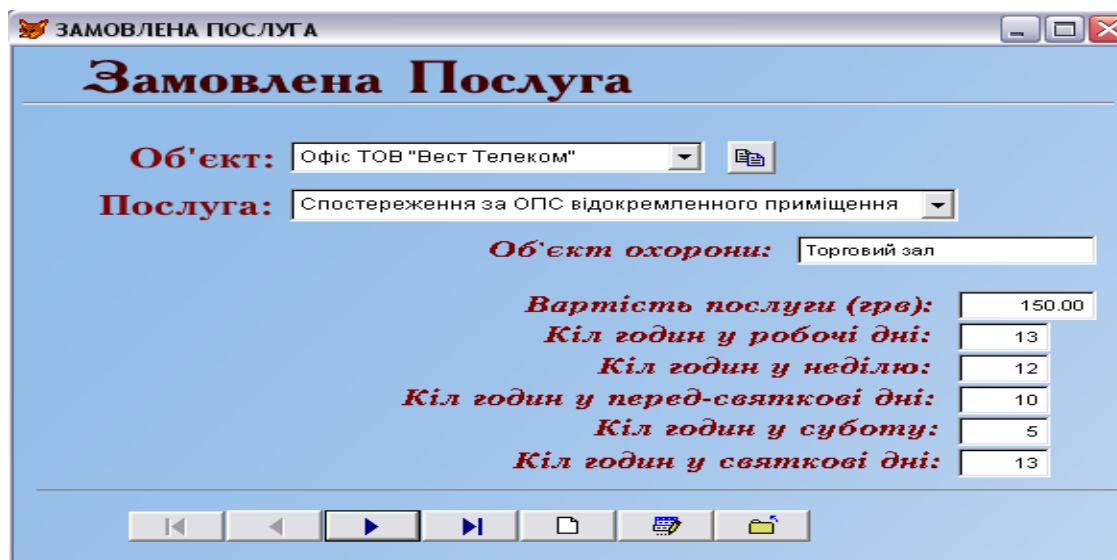 ЗАМОВЛЕНА ПОСЛУГА
Замовлена Послуга
Об'єкт: Офіс ТОВ "Вест Телеком"
Послуга: Спостереження за ОПС відокремленного приміщення
Об'єкт охорони: Торговий зал
Вартість послуги (грв): 150.00
Кіл годин у робочі дні: 13
Кіл годин у неділю: 12
Кіл годин у перед-святкові дні: 10
Кіл годин у суботу: 5
Кіл годин у святкові дні: 13